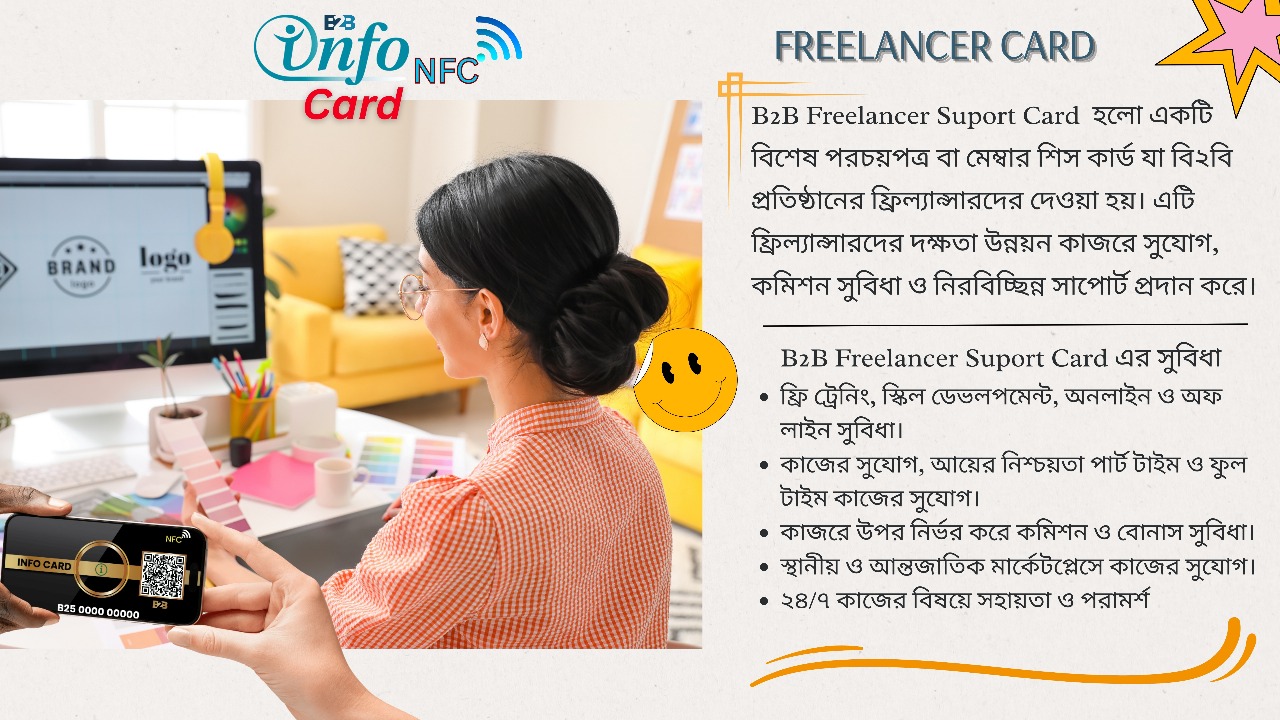 B2B
info
NFC
Card
FREELANCER CARD
B2B Freelancer Suport Card হলো একটি
বিশেষ পরচয়পত্র বা মেম্বার শিস কার্ড যা বি২বি
প্রতিষ্ঠানের ফ্রিল্যান্সারদের দেওয়া হয়। এটি
ফ্রিল্যান্সারদের দক্ষতা উন্নয়ন কাজরে সুযোগ,
কমিশন সুবিধা ও নিরবিচ্ছিন্ন সাপোর্ট প্রদান করে।
B2B Freelancer Suport Card এর সুবিধা
ফ্রি ট্রেনিং, স্কিল ডেভলপমেন্ট, অনলাইন ও অফ
লাইন সুবিধা।
কাজের সুযোগ, আয়ের নিশ্চয়তা পার্ট টাইম ও ফুল
টাইম কাজের সুযোগ।
কাজরে উপর নির্ভর করে কমিশন ও বোনাস সুবিধা।
স্থানীয় ও আন্তজাতিক মার্কেটপ্লেসে কাজের সুযোগ।
২৪/৭ কাজের বিষয়ে সহায়তা ও পরামর্শ
BRAND
logo
logo
your brand
NFC
INFO CARD
B2B
B25 0000 00000